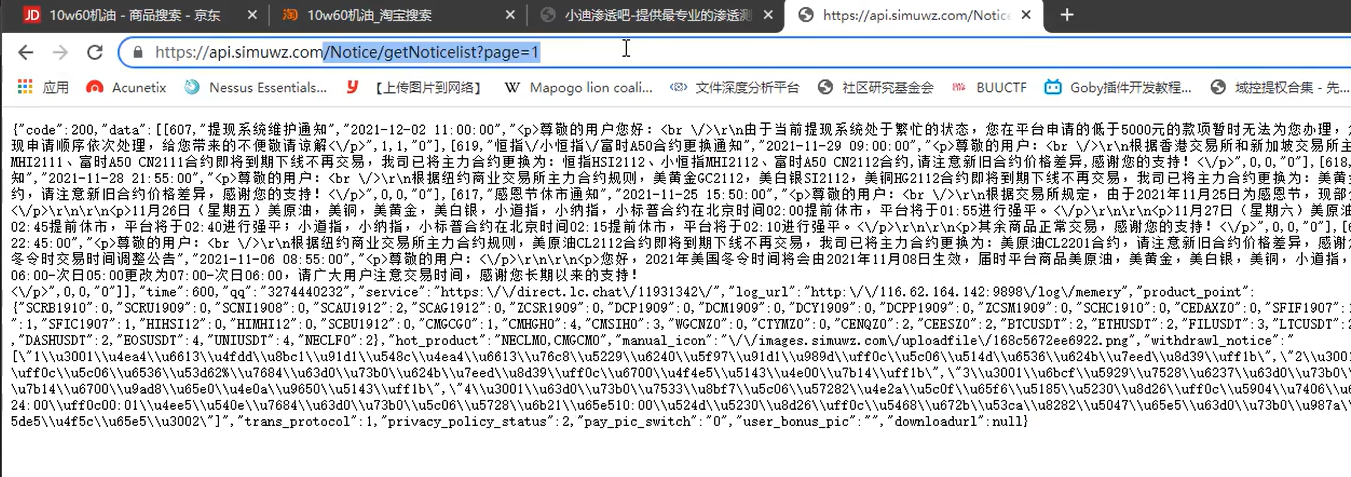 10w60机油 - 商品搜索 - 京东
10w60机油_淘宝搜索
小迪渗透吧-提供最专业的渗透测
https://api.simuwz.com/Notice
https://api.simuwz.com/Notice/getNoticelist?page=1
应用
Acunetix
Nessus Essentials...
【上传图片到网络】
Mapogo lion coali...
文件深度分析平台
社区研究基金会
BUUCTF
Goby插件开发教程...
域控提权合集 - 先...
{"code":200,"data":[[607,"提现系统维护通知","2021-12-02 11:00:00","<p>尊敬的用户您好：<br \/>\r\n由于当前提现系统处于繁忙的状态，您在平台申请的低于5000元的款项暂时无法为您办理，
现申请顺序依次处理，给您带来的不便敬请谅解<\/p>",1,1,"0"],[619,"恒指\/小恒指\/富时A50合约更换通知","2021-11-29 09:00:00","<p>尊敬的用户：<br \/>\r\n根据香港交易所和新加坡交易所主
MHI2111、富时A50 CN2111合约即将到期下线不再交易，我司已将主力合约更换为：恒指HSI2112、小恒指MHI2112、富时A50 CN2112合约,请注意新旧合约价格差异,感谢您的支持！<\/p>",0,0,"0"],[618,
知","2021-11-28 21:55:00","<p>尊敬的用户：<br \/>\r\n根据纽约商业交易所主力合约规则，美黄金GC2112，美白银SI2112，美铜HG2112合约即将到期下线不再交易，我司已将主力合约更换为：美黄
约，请注意新旧合约价格差异，感谢您的支持！<\/p>",0,0,"0"],[617,"感恩节休市通知","2021-11-25 15:50:00","<p>尊敬的用户：<br \/>\r\n根据交易所规定，由于2021年11月25日为感恩节，现部
<\/p>\r\n\r\n<p>11月26日（星期五）美原油，美铜，美黄金，美白银，小道指，小纳指，小标普合约在北京时间02:00提前休市，平台将于01:55进行强平。<\/p>\r\n\r\n<p>11月27日（星期六）美原油
02:45提前休市，平台将于02:40进行强平；小道指，小纳指，小标普合约在北京时间02:15提前休市，平台将于02:10进行强平。<\/p>\r\n\r\n<p>其余商品正常交易，感谢您的支持！<\/p>",0,0,"0"],[6
22:45:00","<p>尊敬的用户：<br \/>\r\n根据纽约商业交易所主力合约规则，美原油CL2112合约即将到期下线不再交易，我司已将主力合约更换为：美原油CL2201合约，请注意新旧合约价格差异，感谢
冬令时交易时间调整公告","2021-11-06 08:55:00","<p>尊敬的用户：<\/p>\r\n\r\n<p>您好，2021年美国冬令时间将会由2021年11月08日生效，届时平台商品美原油，美黄金，美白银，美铜，小道指，
06:00-次日05:00更改为07:00-次日06:00，请广大用户注意交易时间，感谢您长期以来的支持！
<\/p>",0,0,"0"]],"time":600,"qq":"3274440232","service":"https:\/\/direct.lc.chat\/11931342\/","log_url":"http:\/\/116.62.164.142:9898\/log\/memery","product_point":
{"SCRB1910":0,"SCRU1909":0,"SCNI1908":0,"SCAU1912":2,"SCAG1912":0,"ZCSR1909":0,"DCP1909":0,"DCM1909":0,"DCY1909":0,"DCPP1909":0,"ZCSM1909":0,"SCHC1910":0,"CEDAXZ0":0,"SFIF1907":
":1,"SFIC1907":1,"HIHSI12":0,"HIMHI12":0,"SCBU1912":0,"CMGCG0":1,"CMHGH0":4,"CMSIH0":3,"WGCNZ0":0,"CTYMZ0":0,"CENQZ0":2,"CEESZ0":2,"BTCUSDT":2,"ETHUSDT":2,"FILUSDT":3,"LTCUSDT":2
,"DASHUSDT":2,"EOSUSDT":4,"UNIUSDT":4,"NECLF0":2},"hot_product":"NECLM0,CMGCM0","manual_icon":"\/\/images.simuwz.com\/uploadfile\/168c5672ee6922.png","withdrawl_notice":"
[\"1\\u3001\\u4ea4\\u6613\\u4fdd\\u8bc1\\u91d1\\u548c\\u4ea4\\u6613\\u76c8\\u5229\\u6240\\u5f97\\u91d1\\u989d\\uff0c\\u5c06\\u514d\\u6536\\u624b\\u7eed\\u8d39\\uff1b\",\"2\\u3001
\\uff0c\\u5c06\\u6536\\u53d62%\\u7684\\u63d0\\u73b0\\u624b\\u7eed\\u8d39\\uff0c\\u6700\\u4f4e5\\u5143\\u4e00\\u7b14\\uff1b\",\"3\\u3001\\u6bcf\\u5929\\u7528\\u6237\\u63d0\\u73b0\
\\u7b14\\u6700\\u9ad8\\u65e0\\u4e0a\\u9650\\u5143\\uff1b\",\"4\\u3001\\u63d0\\u73b0\\u7533\\u8bf7\\u5c06\\u57282\\u4e2a\\u5c0f\\u65f6\\u5185\\u5230\\u8d26\\uff0c\\u5904\\u7406\\u6
24:00\\uff0c00:01\\u4ee5\\u540e\\u7684\\u63d0\\u73b0\\u5c06\\u5728\\u6b21\\u65e510:00\\u524d\\u5230\\u8d26\\uff0c\\u5468\\u672b\\u53ca\\u8282\\u5047\\u65e5\\u63d0\\u73b0\\u987a\\u
5de5\\u4f5c\\u65e5\\u3002\"]","trans_protocol":1,"privacy_policy_status":2,"pay_pic_switch":"0","user_bonus_pic":"","downloadurl":null}